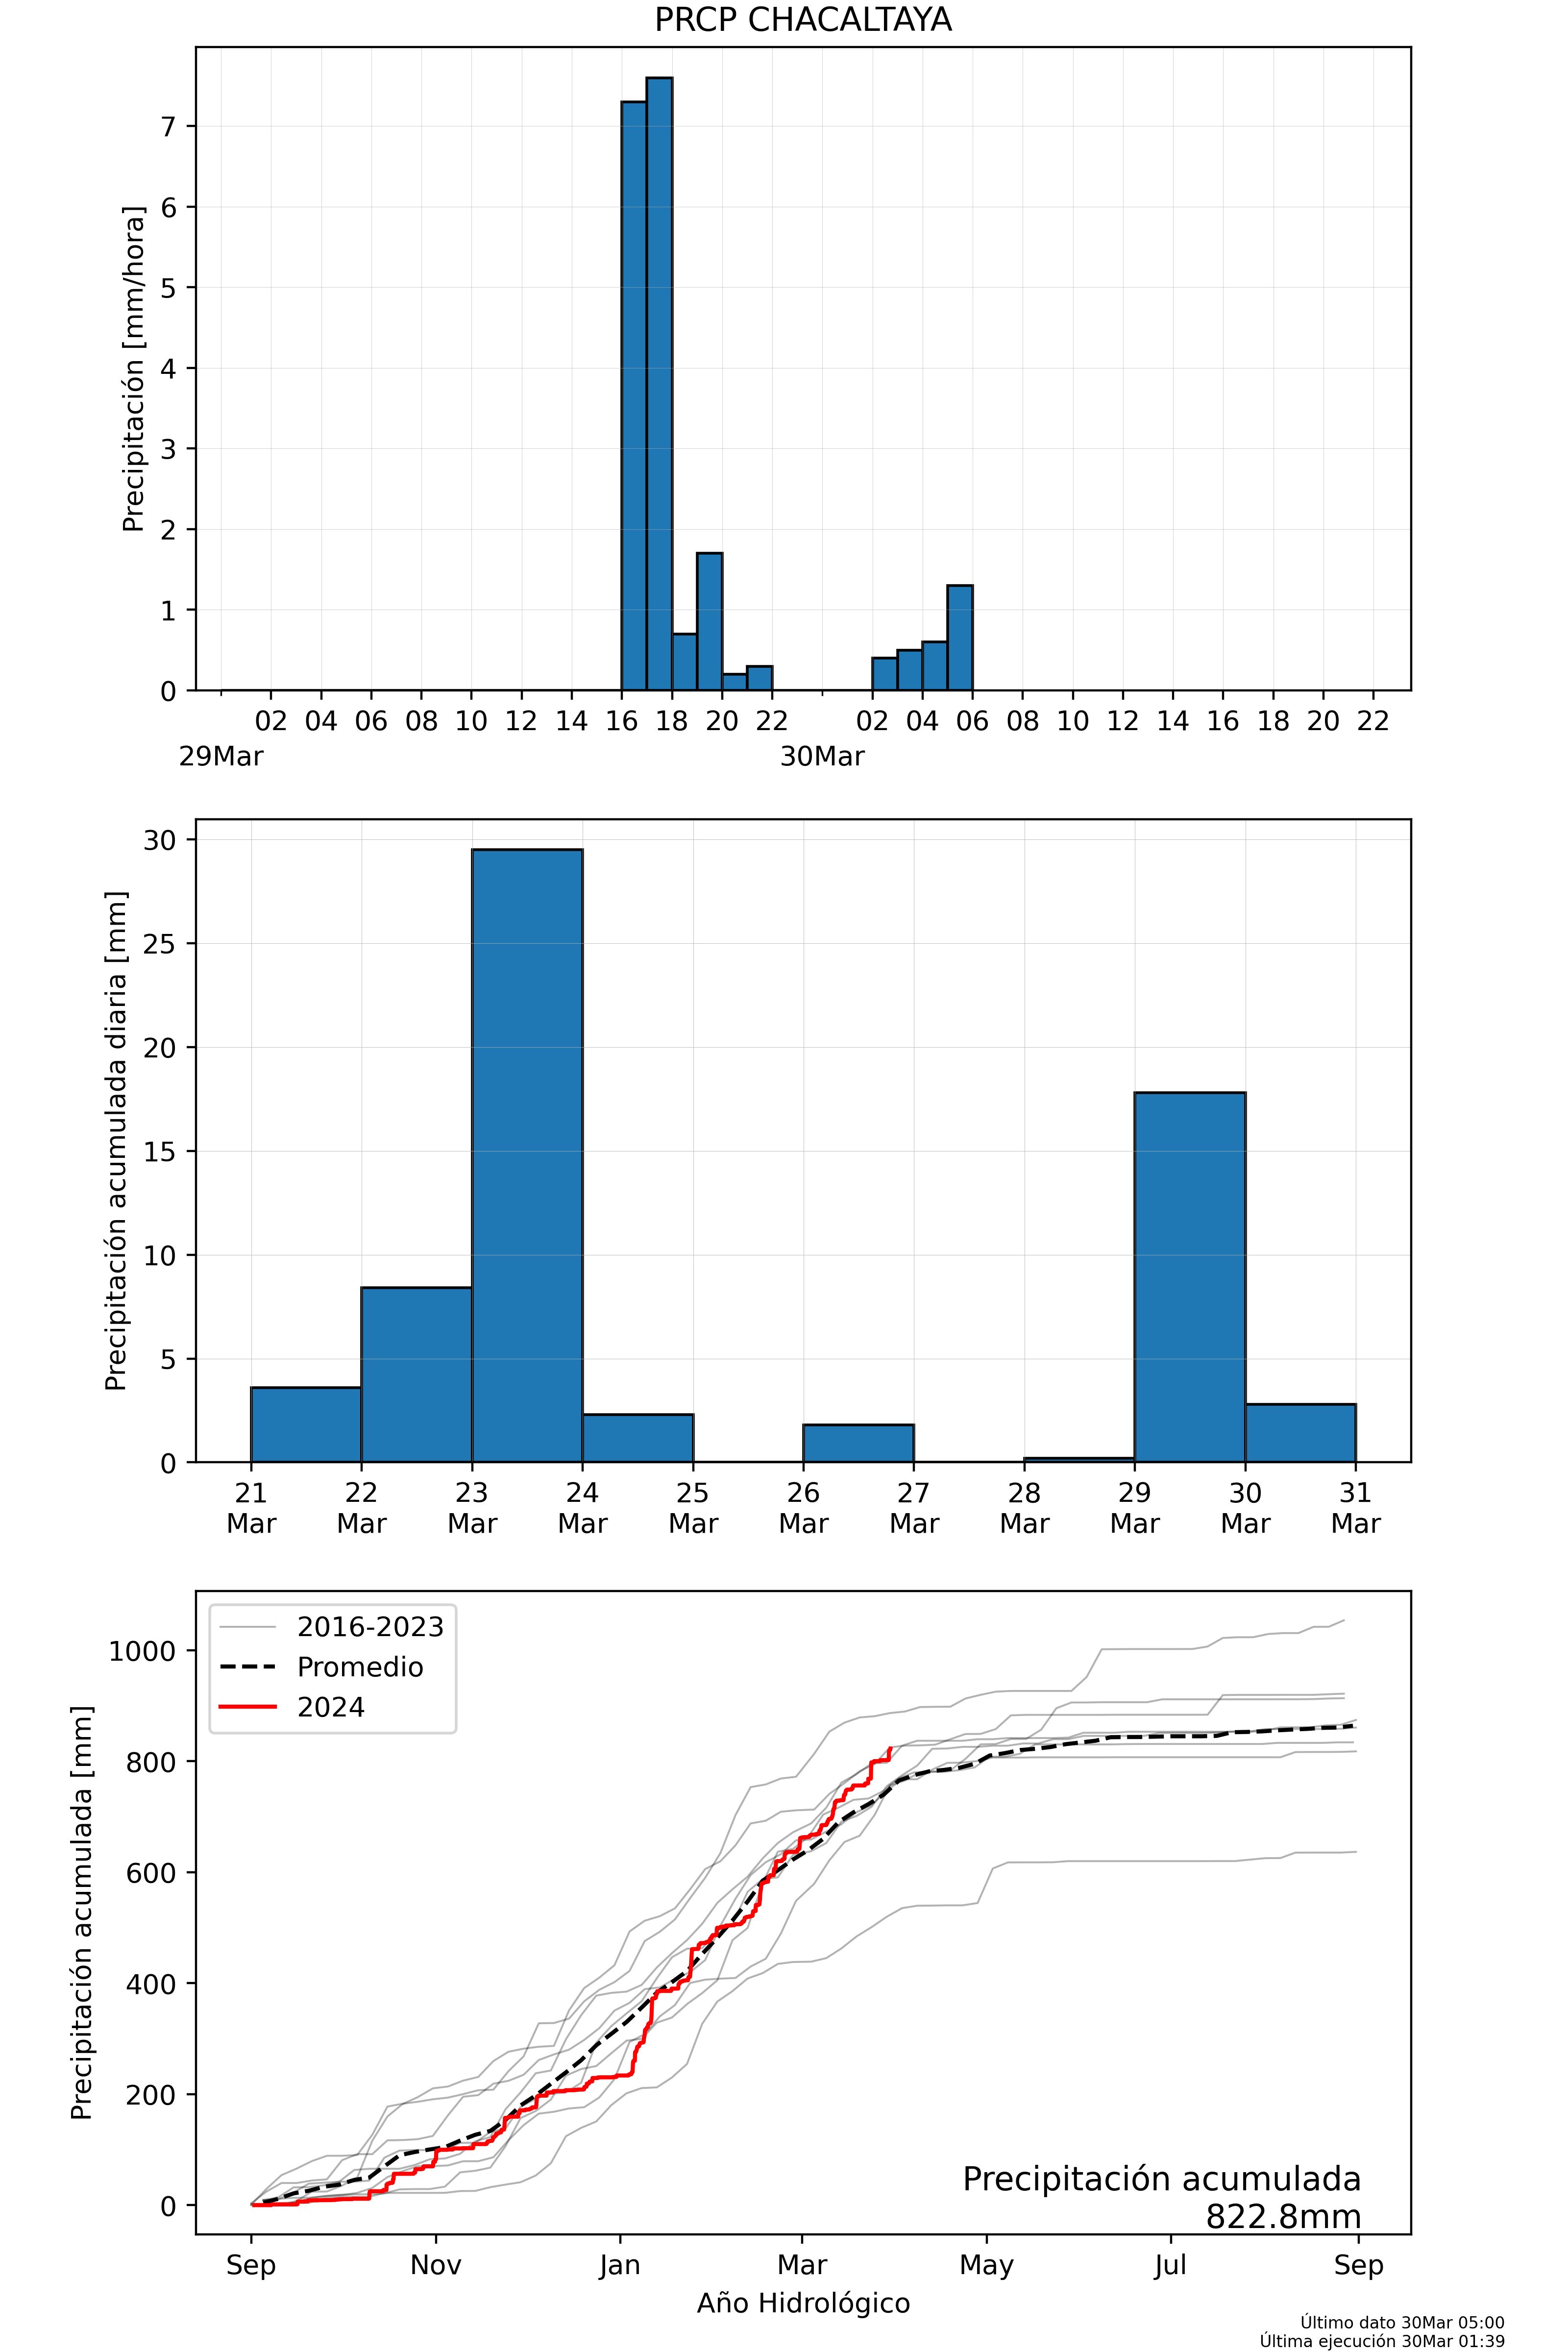 PRCP CHACALTAYA
Precipitación [mm/hora]
7
6
5
4
3
2
1
0
02 04 06 08 10 12 14 16 18 20 22 02 04 06 08 10 12 14 16 18 20 22
29Mar 30Mar
Precipitación acumulada diaria [mm]
30
25
20
15
10
5
0
21 22 23 24 25 26 27 28 29 30 31
Mar Mar Mar Mar Mar Mar Mar Mar Mar Mar Mar
Precipitación acumulada [mm]
1000
800
600
400
200
0
2016-2023
Promedio
2024
Precipitación acumulada
822.8mm
Sep Nov Jan Mar May Jul Sep
Año Hidrológico
Último dato 30Mar 05:00
Última ejecución 30Mar 01:39